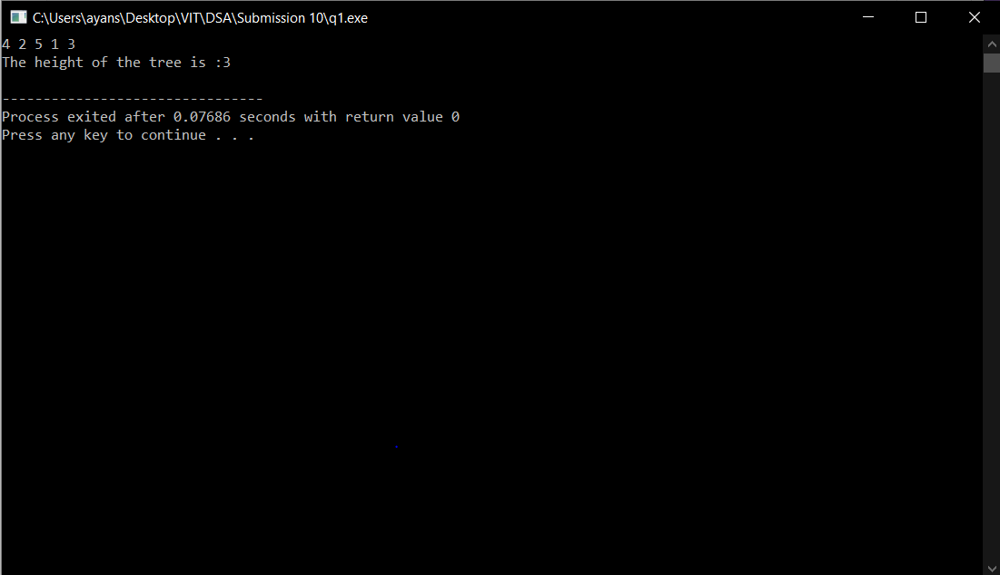 C:\Users\ayans\Desktop\VIT\DSA\Submission 10\q1.exe
4 2 5 1 3
The height of the tree is :3
--------------------------------
Process exited after 0.07686 seconds with return value 0
Press any key to continue . . .